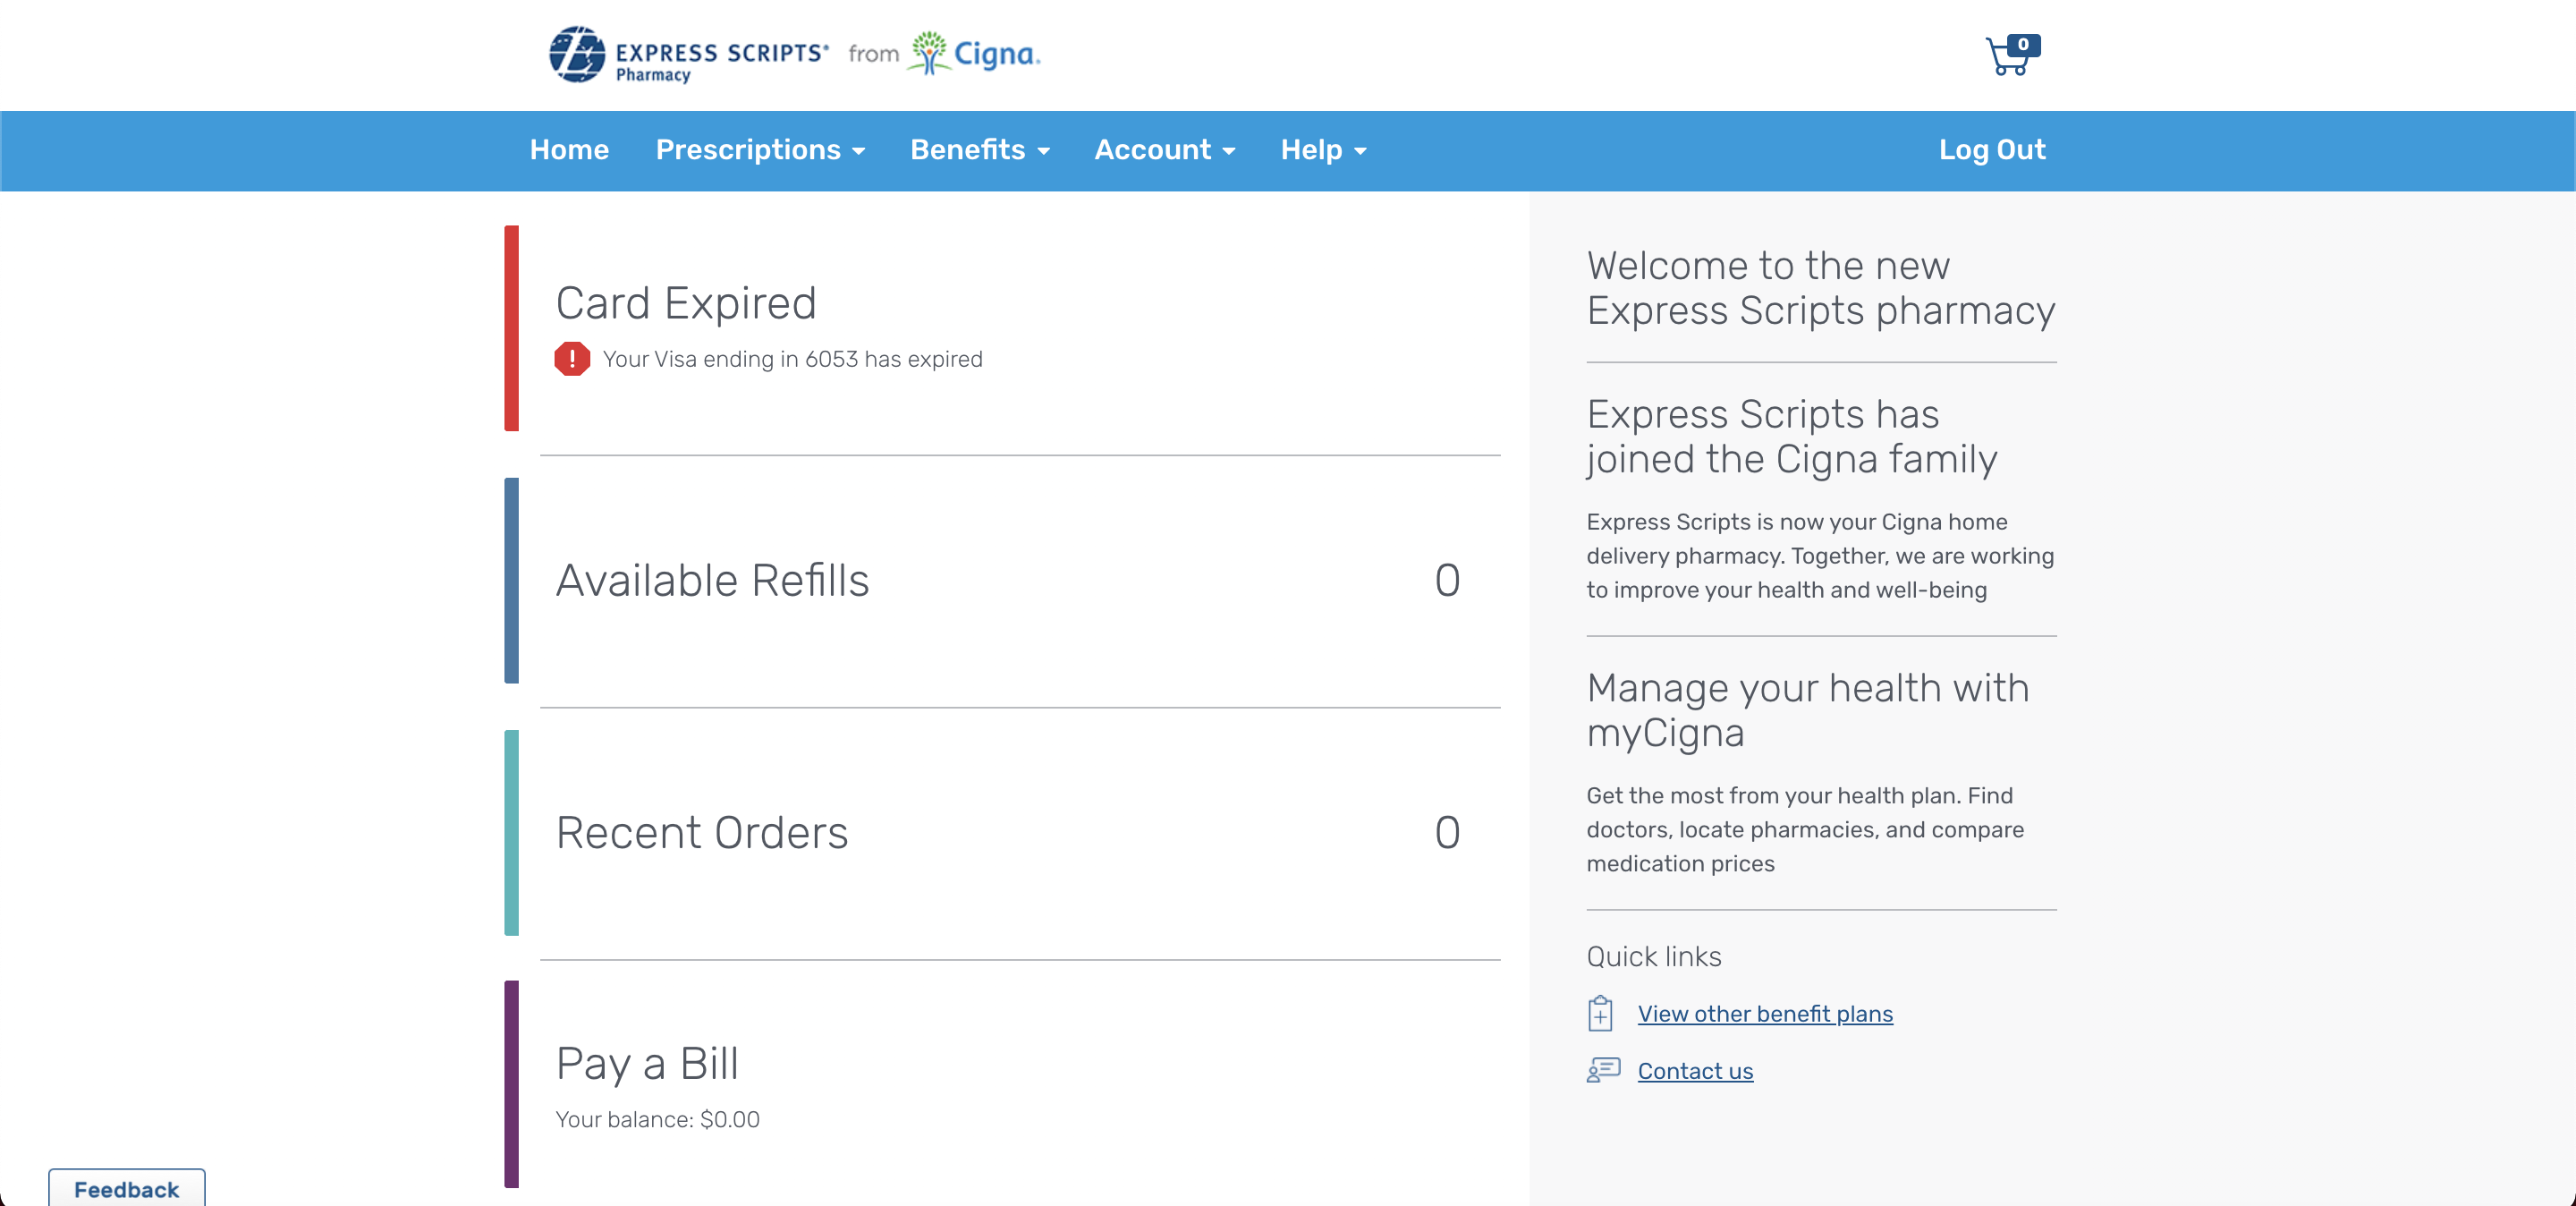 EXPRESS SCRIPTS®
Pharmacy
from
Cigna®
0
Home
Prescriptions
Benefits
Account
Help
Log Out
Card Expired
Your Visa ending in 6053 has expired
Available Refills
0
Recent Orders
0
Pay a Bill
Your balance: $0.00
Welcome to the new
Express Scripts pharmacy
Express Scripts has
joined the Cigna family
Express Scripts is now your Cigna home
delivery pharmacy. Together, we are working
to improve your health and well-being
Manage your health with
myCigna
Get the most from your health plan. Find
doctors, locate pharmacies, and compare
medication prices
Quick links
View other benefit plans
Contact us
Feedback